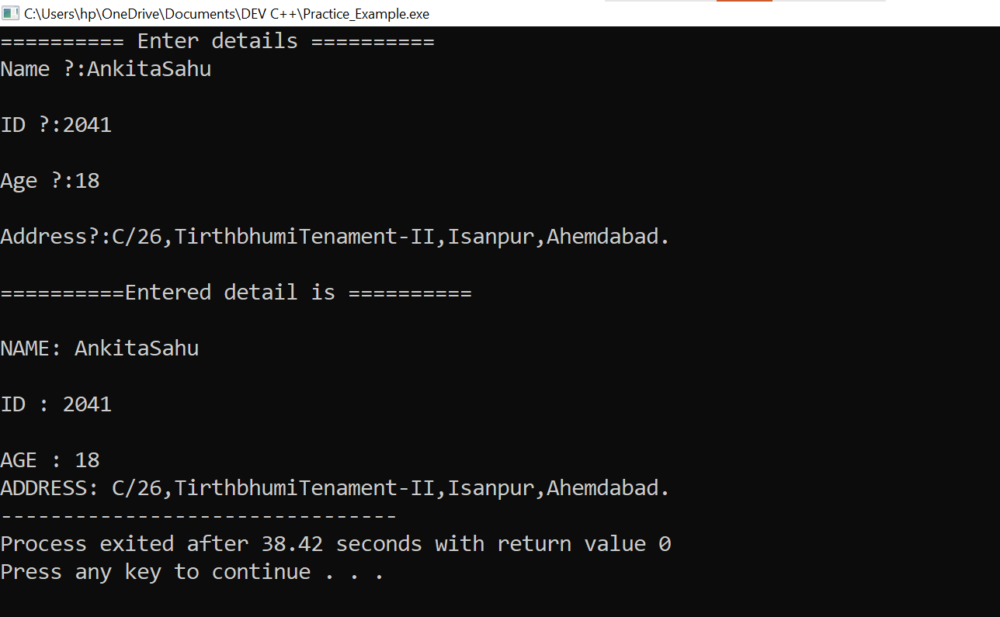 C:\Users\hp\OneDrive\Documents\DEV C++\Practice_Example.exe
========== Enter details ==========
Name ?:AnkitaSahu
ID ?:2041
Age ?:18
Address?:C/26,TirthbhumiTenament-II,Isanpur,Ahemdabad.
==========Entered detail is ==========
NAME: AnkitaSahu
ID : 2041
AGE : 18
ADDRESS: C/26,TirthbhumiTenament-II,Isanpur,Ahemdabad.
--------------------------------
Process exited after 38.42 seconds with return value 0
Press any key to continue . . .